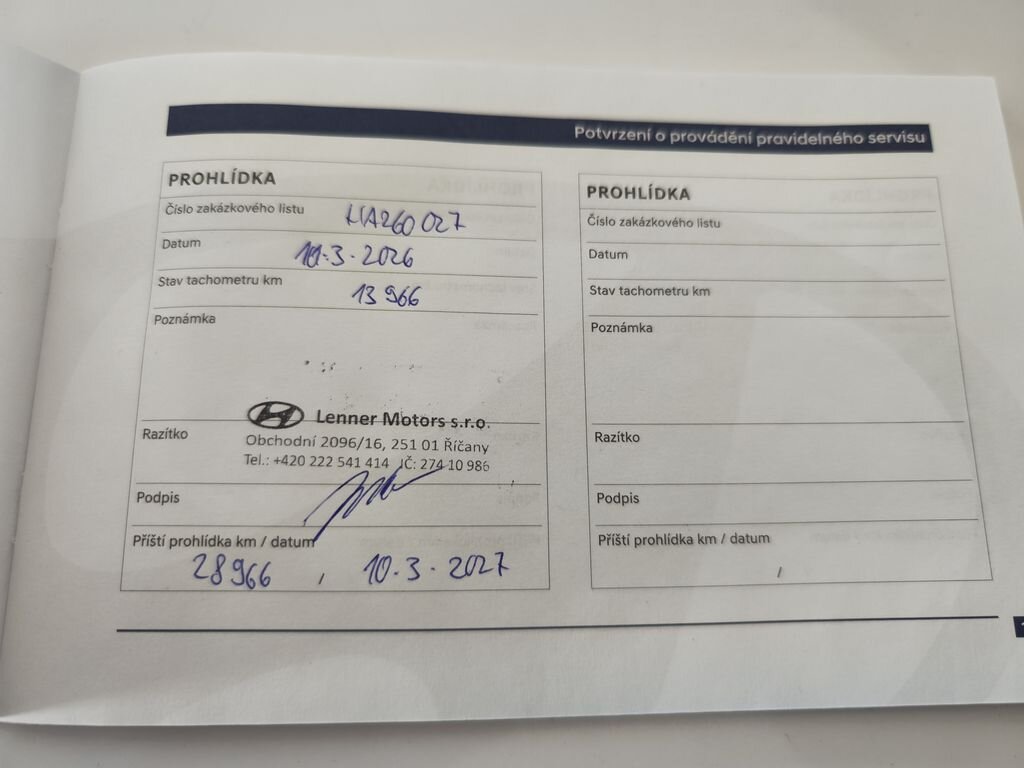 Potvrzení o provádění pravidelného servisu
PROHLÍDKA
Číslo zakázkového listu HA260027
Datum 10.3.2026
Stav tachometru km 13 966
Poznámka
Razítko
Lenner Motors s.r.o.
Obchodní 2096/16, 251 01 Říčany
Tel.: +420 222 541 414 IČ: 274 10 986
Podpis
Příští prohlídka km / datum
28966 / 10.3.2027
PROHLÍDKA
Číslo zakázkového listu
Datum
Stav tachometru km
Poznámka
Razítko
Podpis
Příští prohlídka km / datum
/